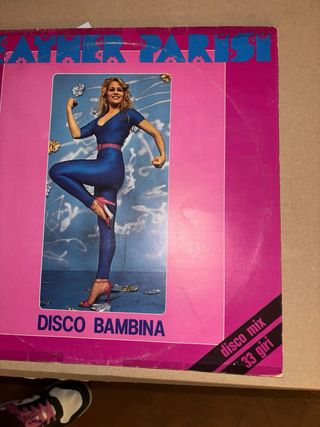 EATHER PARISI
DISCO BAMBINA
disco mix
33 giri